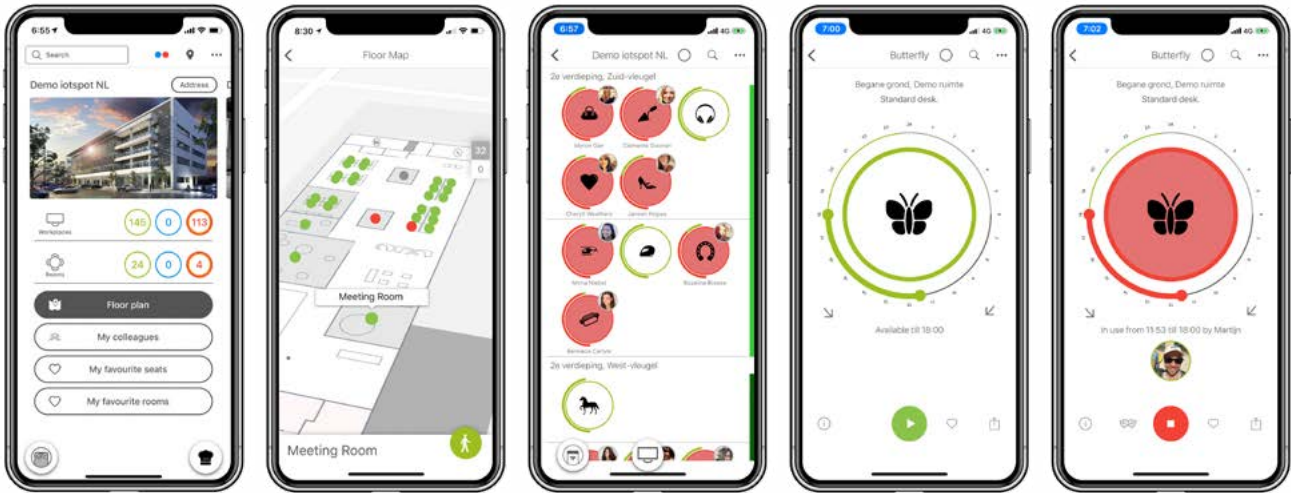 6:55
Search
Demo iotspot NL
Address
145 0 113
Workplaces
24 0 4
Rooms
Floor plan
My colleagues
My favourite seats
My favourite rooms
8:30
Floor Map
32
0
Meeting Room
Meeting Room
6:57
4G
Demo iotspot NL
2e verdieping, Zuid-vleugel
2e verdieping, West-vleugel
7:00
4G
Butterfly
Begane grond, Demo ruimte
Standard desk.
Available till 18:00
7:02
4G
Butterfly
Begane grond, Demo ruimte
Standard desk.
In use from 11:53 till 18:00 by Martijn